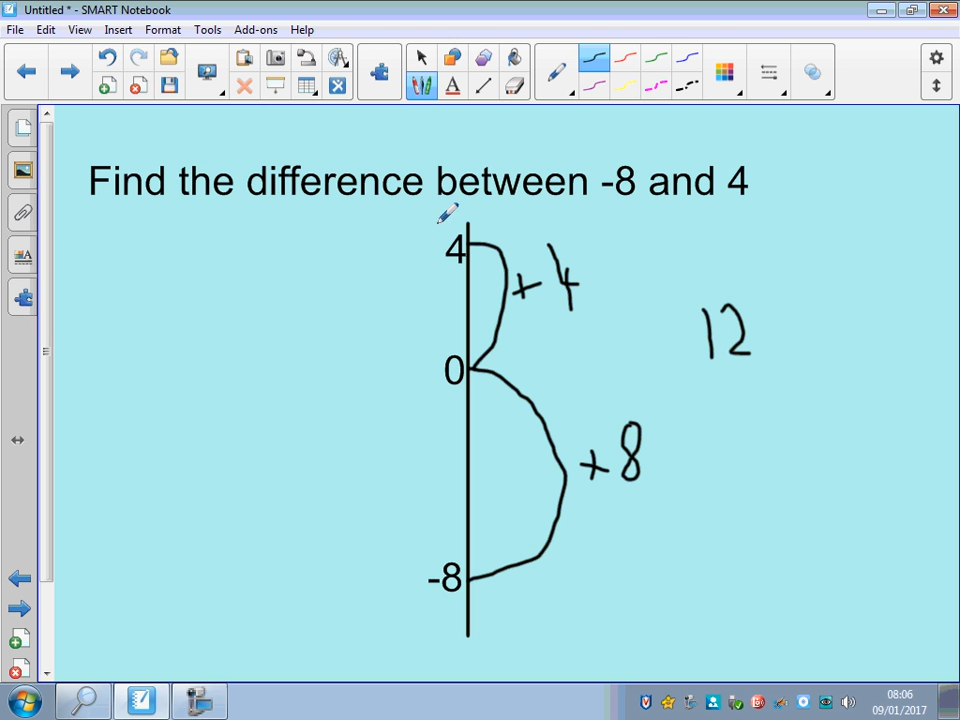 Untitled * - SMART Notebook
File Edit View Insert Format Tools Add-ons Help
Find the difference between -8 and 4
4
+ 4
12
0
+ 8
-8
08:06
09/01/2017